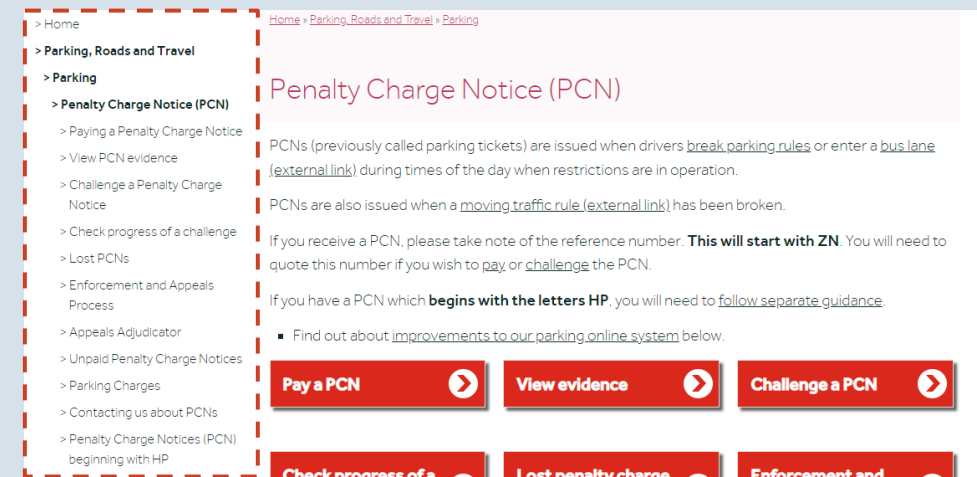 > Home
> Parking, Roads and Travel
> Parking
> Penalty Charge Notice (PCN)
> Paying a Penalty Charge Notice
> View PCN evidence
> Challenge a Penalty Charge
Notice
> Check progress of a challenge
> Lost PCNs
> Enforcement and Appeals
Process
> Appeals Adjudicator
> Unpaid Penalty Charge Notices
> Parking Charges
> Contacting us about PCNs
> Penalty Charge Notices (PCN)
beginning with HP
Home » Parking, Roads and Travel » Parking
Penalty Charge Notice (PCN)
PCNs (previously called parking tickets) are issued when drivers break parking rules or enter a bus lane
(external link) during times of the day when restrictions are in operation.
PCNs are also issued when a moving traffic rule (external link) has been broken.
If you receive a PCN, please take note of the reference number. This will start with ZN. You will need to
quote this number if you wish to pay or challenge the PCN.
If you have a PCN which begins with the letters HP, you will need to follow separate guidance.
▪ Find out about improvements to our parking online system below.
Pay a PCN
View evidence
Challenge a PCN
Check progress of a
Lost penalty charge
Enforcement and